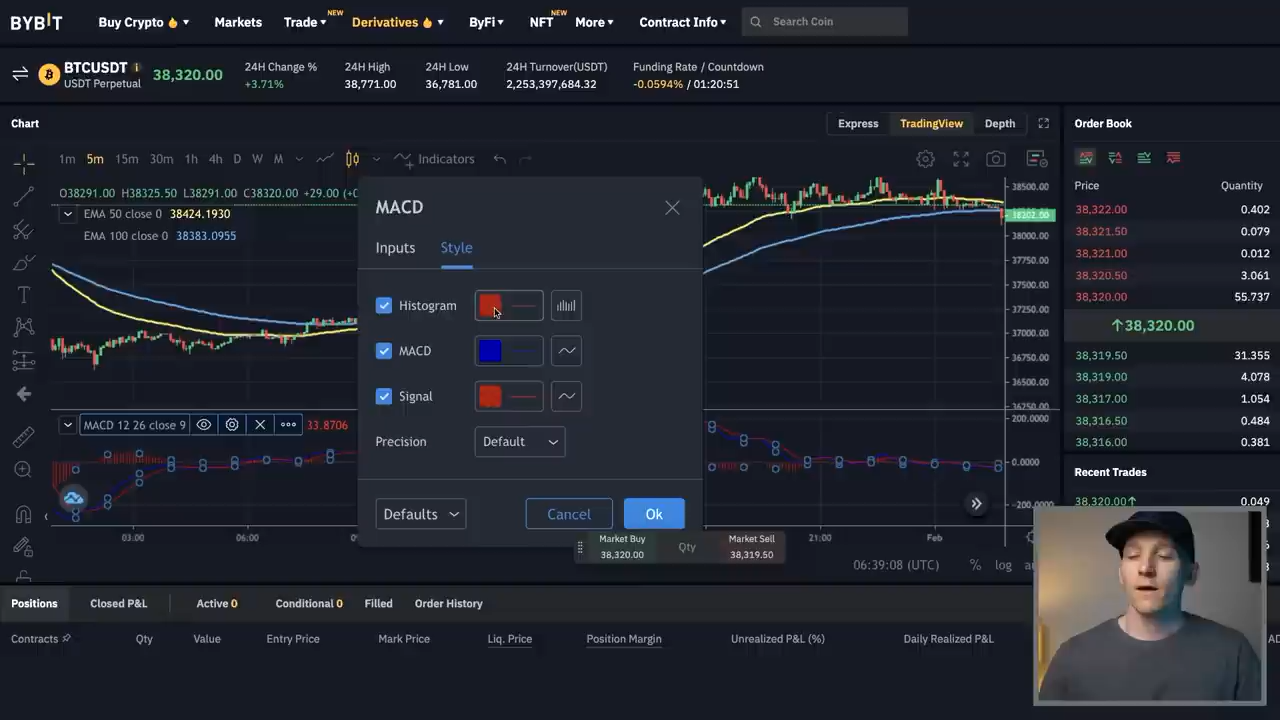 BYBIT Buy Crypto Markets Trade NEW Derivatives ByFi NFT NEW More Contract Info Search Coin
BTCUSDT i
USDT Perpetual
38,320.00
24H Change %
+3.71%
24H High
38,771.00
24H Low
36,781.00
24H Turnover(USDT)
2,253,397,684.32
Funding Rate / Countdown
-0.0594% / 01:20:51
Chart
Express TradingView Depth
1m 5m 15m 30m 1h 4h D W M Indicators
O38291.00 H38325.50 L38291.00 C38320.00 +29.00 (+0
EMA 50 close 0 38424.1930
EMA 100 close 0 38383.0955
MACD 12 26 close 9 33.8706
MACD
Inputs Style
Histogram
MACD
Signal
Precision Default
Defaults Cancel Ok
Market Buy
38,320.00
Qty
Market Sell
38,319.50
38500.00
38202.00
38000.00
37750.00
37500.00
37250.00
37000.00
36750.00
36500.00
36250.00
200.0000
0.0000
-200.0000
03:00 06:00 21:00 Feb
06:39:08 (UTC) % log
Order Book
Price Quantity
38,322.00 0.402
38,321.50 0.079
38,321.00 0.012
38,320.50 3.061
38,320.00 55.737
↑38,320.00
38,319.50 31.355
38,319.00 4.078
38,317.00 1.054
38,316.50 0.484
38,316.00 0.381
Recent Trades
38,320.00↑ 0.049
Positions Closed P&L Active 0 Conditional 0 Filled Order History
Contracts Qty Value Entry Price Mark Price Liq. Price Position Margin Unrealized P&L (%) Daily Realized P&L